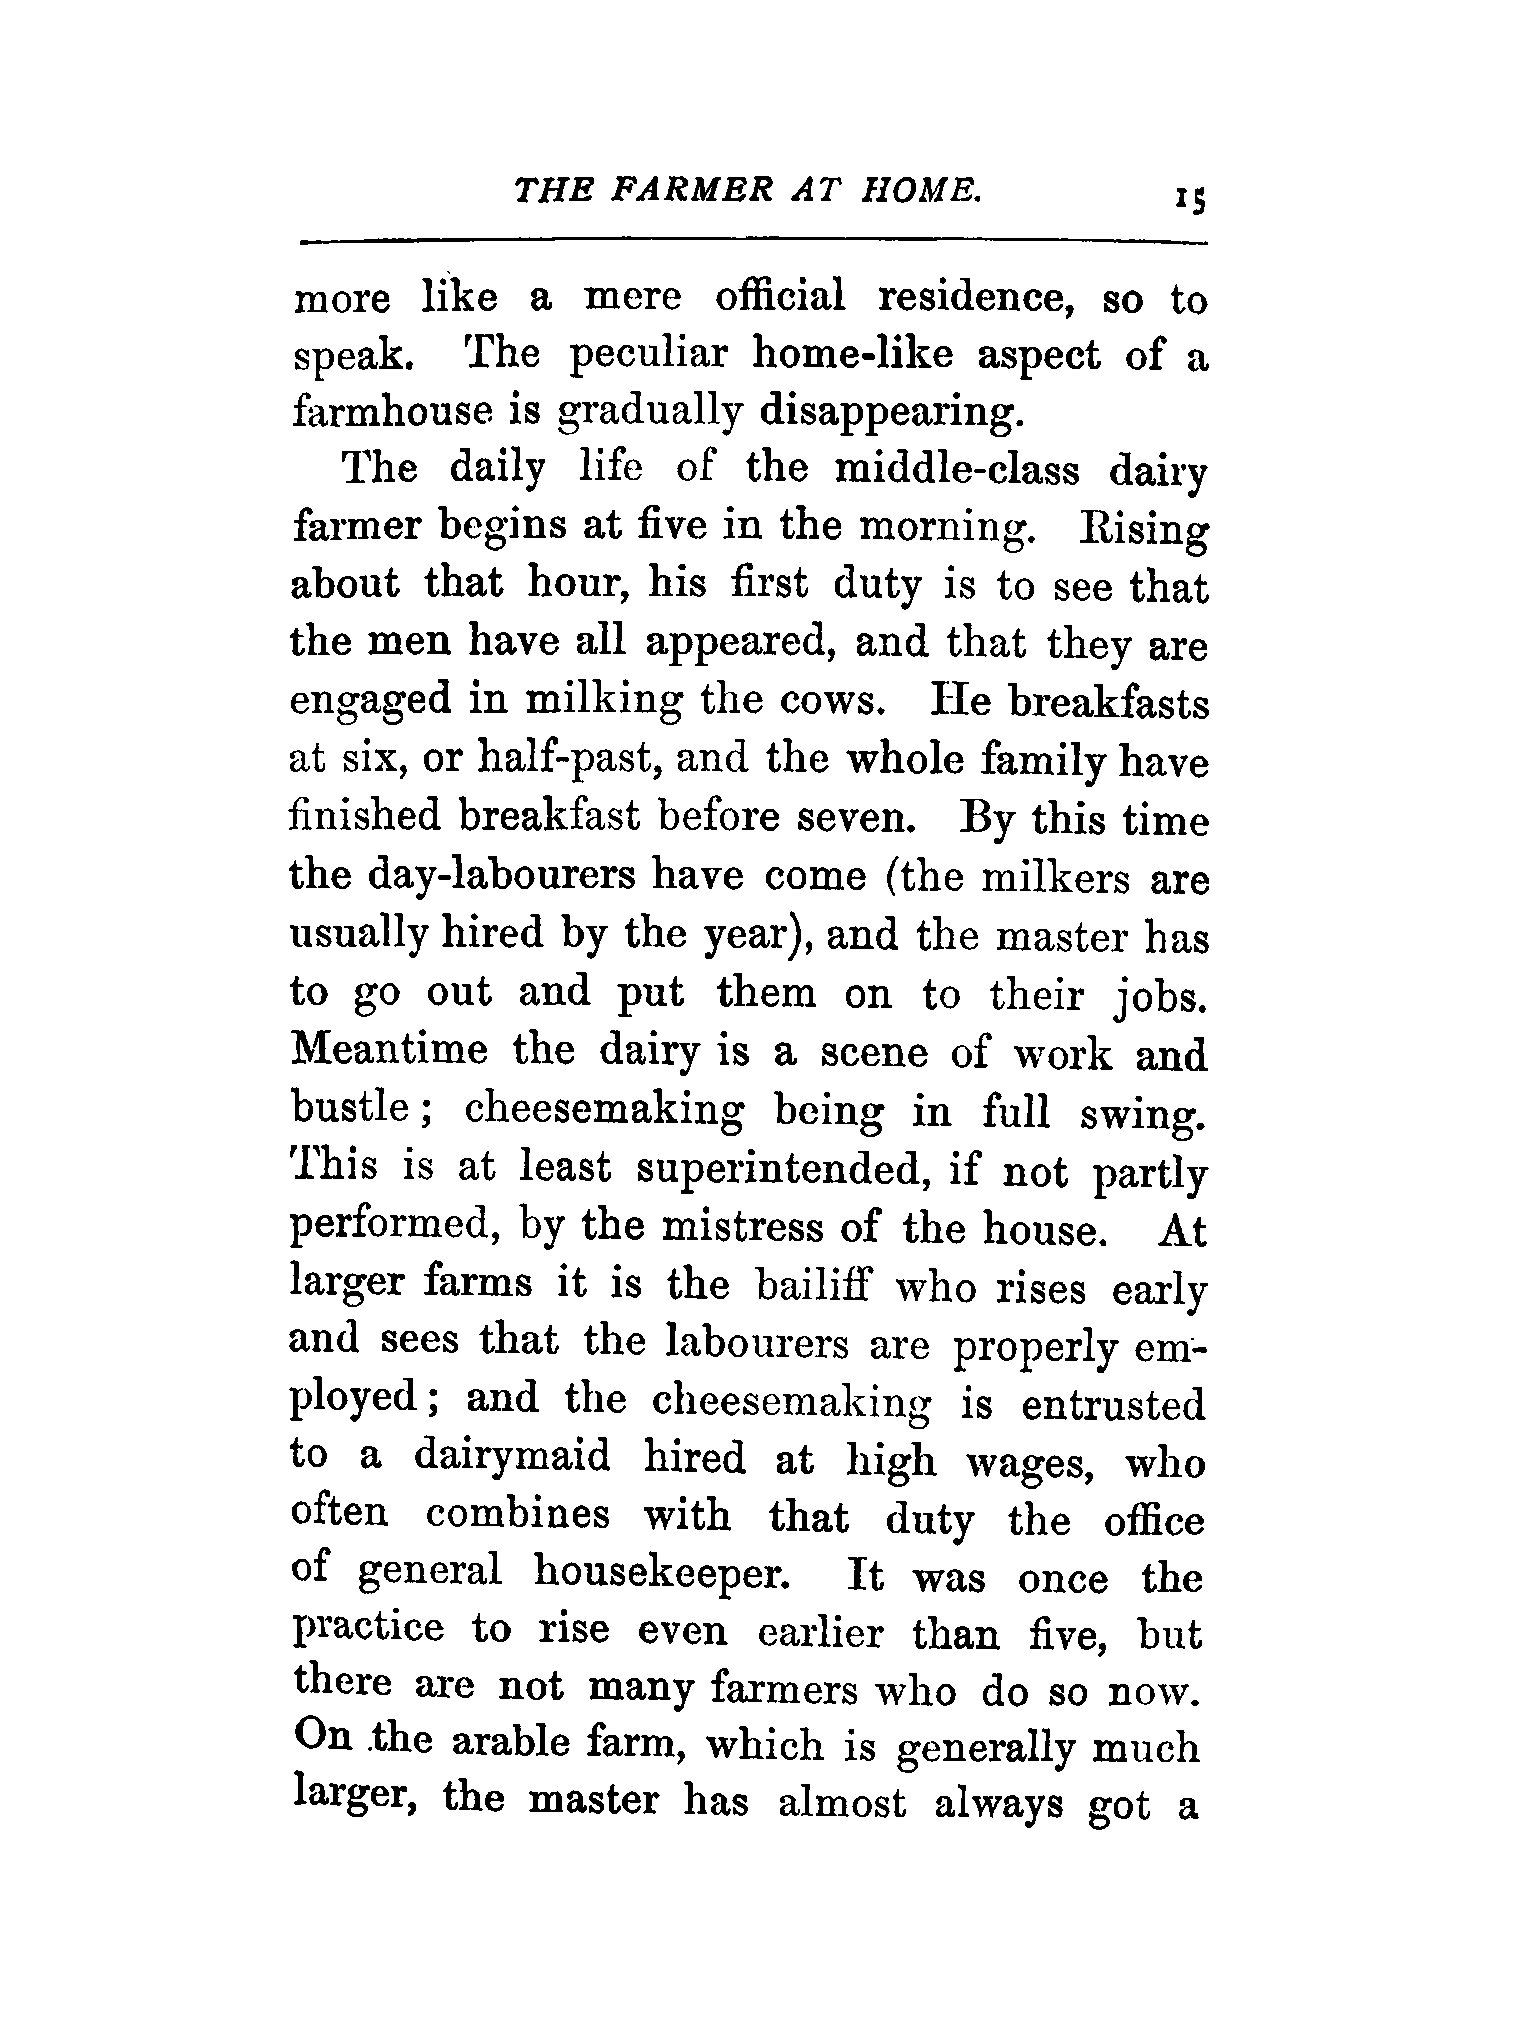 THE FARMER AT HOME. 15
more like a mere official residence, so to
speak. The peculiar home-like aspect of a
farmhouse is gradually disappearing.
The daily life of the middle-class dairy
farmer begins at five in the morning. Rising
about that hour, his first duty is to see that
the men have all appeared, and that they are
engaged in milking the cows. He breakfasts
at six, or half-past, and the whole family have
finished breakfast before seven. By this time
the day-labourers have come (the milkers are
usually hired by the year), and the master has
to go out and put them on to their jobs.
Meantime the dairy is a scene of work and
bustle; cheesemaking being in full swing.
This is at least superintended, if not partly
performed, by the mistress of the house. At
larger farms it is the bailiff who rises early
and sees that the labourers are properly em-
ployed; and the cheesemaking is entrusted
to a dairymaid hired at high wages, who
often combines with that duty the office
of general housekeeper. It was once the
practice to rise even earlier than five, but
there are not many farmers who do so now.
On the arable farm, which is generally much
larger, the master has almost always got a